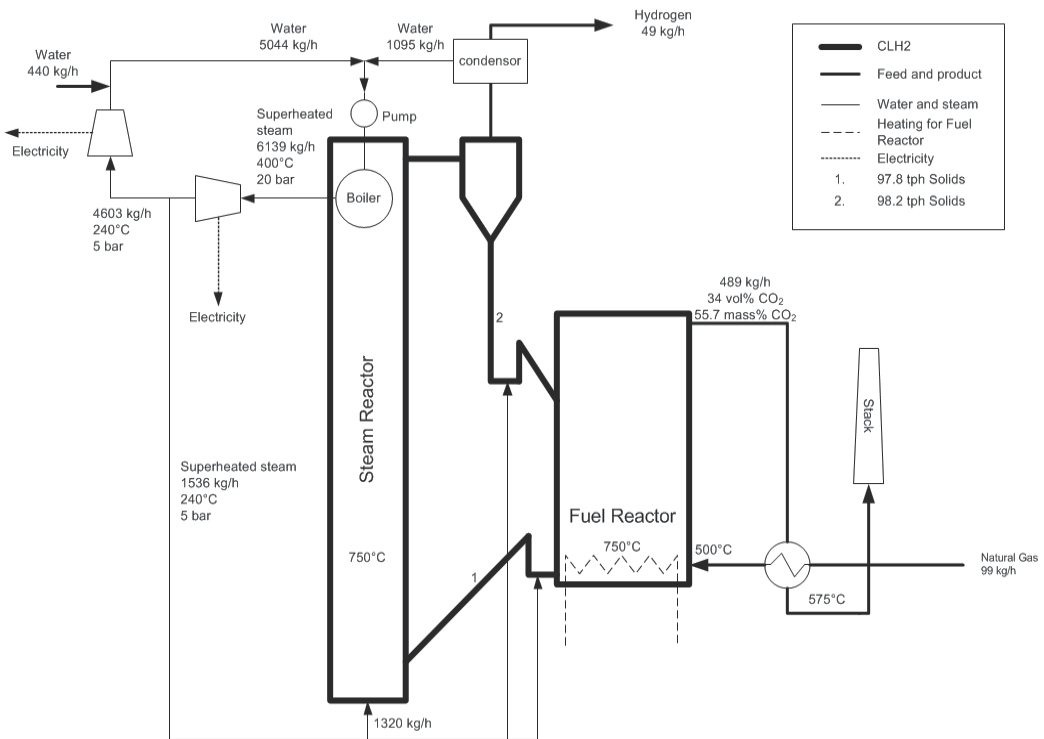 Hydrogen
49 kg/h
Water
5044 kg/h
Water
1095 kg/h
condensor
Water
440 kg/h
Pump
Superheated
steam
6139 kg/h
400°C
20 bar
Electricity
Boiler
4603 kg/h
240°C
5 bar
Electricity
CLH2
Feed and product
Water and steam
Heating for Fuel
Reactor
Electricity
1. 97.8 tph Solids
2. 98.2 tph Solids
489 kg/h
34 vol% CO₂
55.7 mass% CO₂
2
Steam Reactor
Stack
Superheated steam
1536 kg/h
240°C
5 bar
Fuel Reactor
750°C
750°C
500°C
Natural Gas
99 kg/h
1
575°C
1320 kg/h